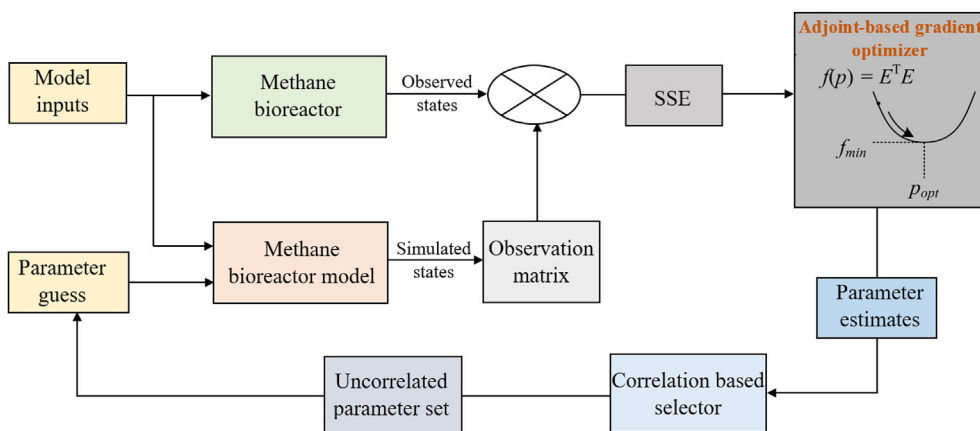 Model
inputs
Methane
bioreactor
Observed
states
SSE
Adjoint-based gradient
optimizer
f(p) = EᵀE
f_min
p_opt
Parameter
guess
Methane
bioreactor model
Simulated
states
Observation
matrix
Parameter
estimates
Uncorrelated
parameter set
Correlation based
selector